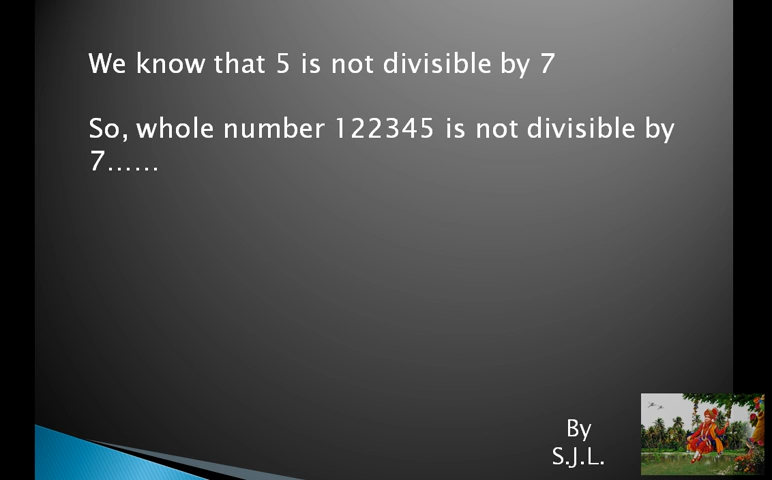 We know that 5 is not divisible by 7
So, whole number 122345 is not divisible by
7......
By
S.J.L.